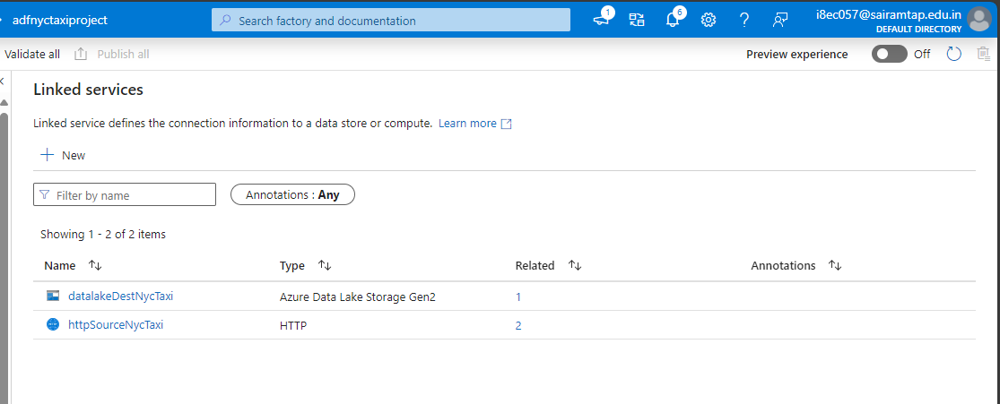 adfnyctaxiproject
Search factory and documentation
1
6
i8ec057@sairamtap.edu.in
DEFAULT DIRECTORY
Validate all
Publish all
Preview experience
Off
Linked services
Linked service defines the connection information to a data store or compute. Learn more
New
Filter by name
Annotations : Any
Showing 1 - 2 of 2 items
Name Type Related Annotations
datalakeDestNycTaxi Azure Data Lake Storage Gen2 1
httpSourceNycTaxi HTTP 2